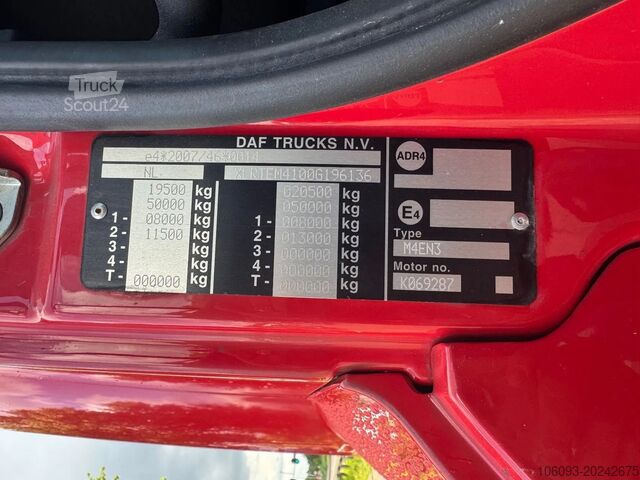 Truck
Scout24
DAF TRUCKS N.V.
e4*2007/46*0014
NL
19500 kg
50000 kg
1- 08000 kg
2- 11500 kg
3- kg
4- kg
T- 000000 kg
G20500 kg
050000 kg
1- 008000 kg
2- 013000 kg
3- 000000 kg
4- 000000 kg
T- 000000 kg
ADR4
E4
Type
M4EN3
Motor no.
K069287
106093-20242675